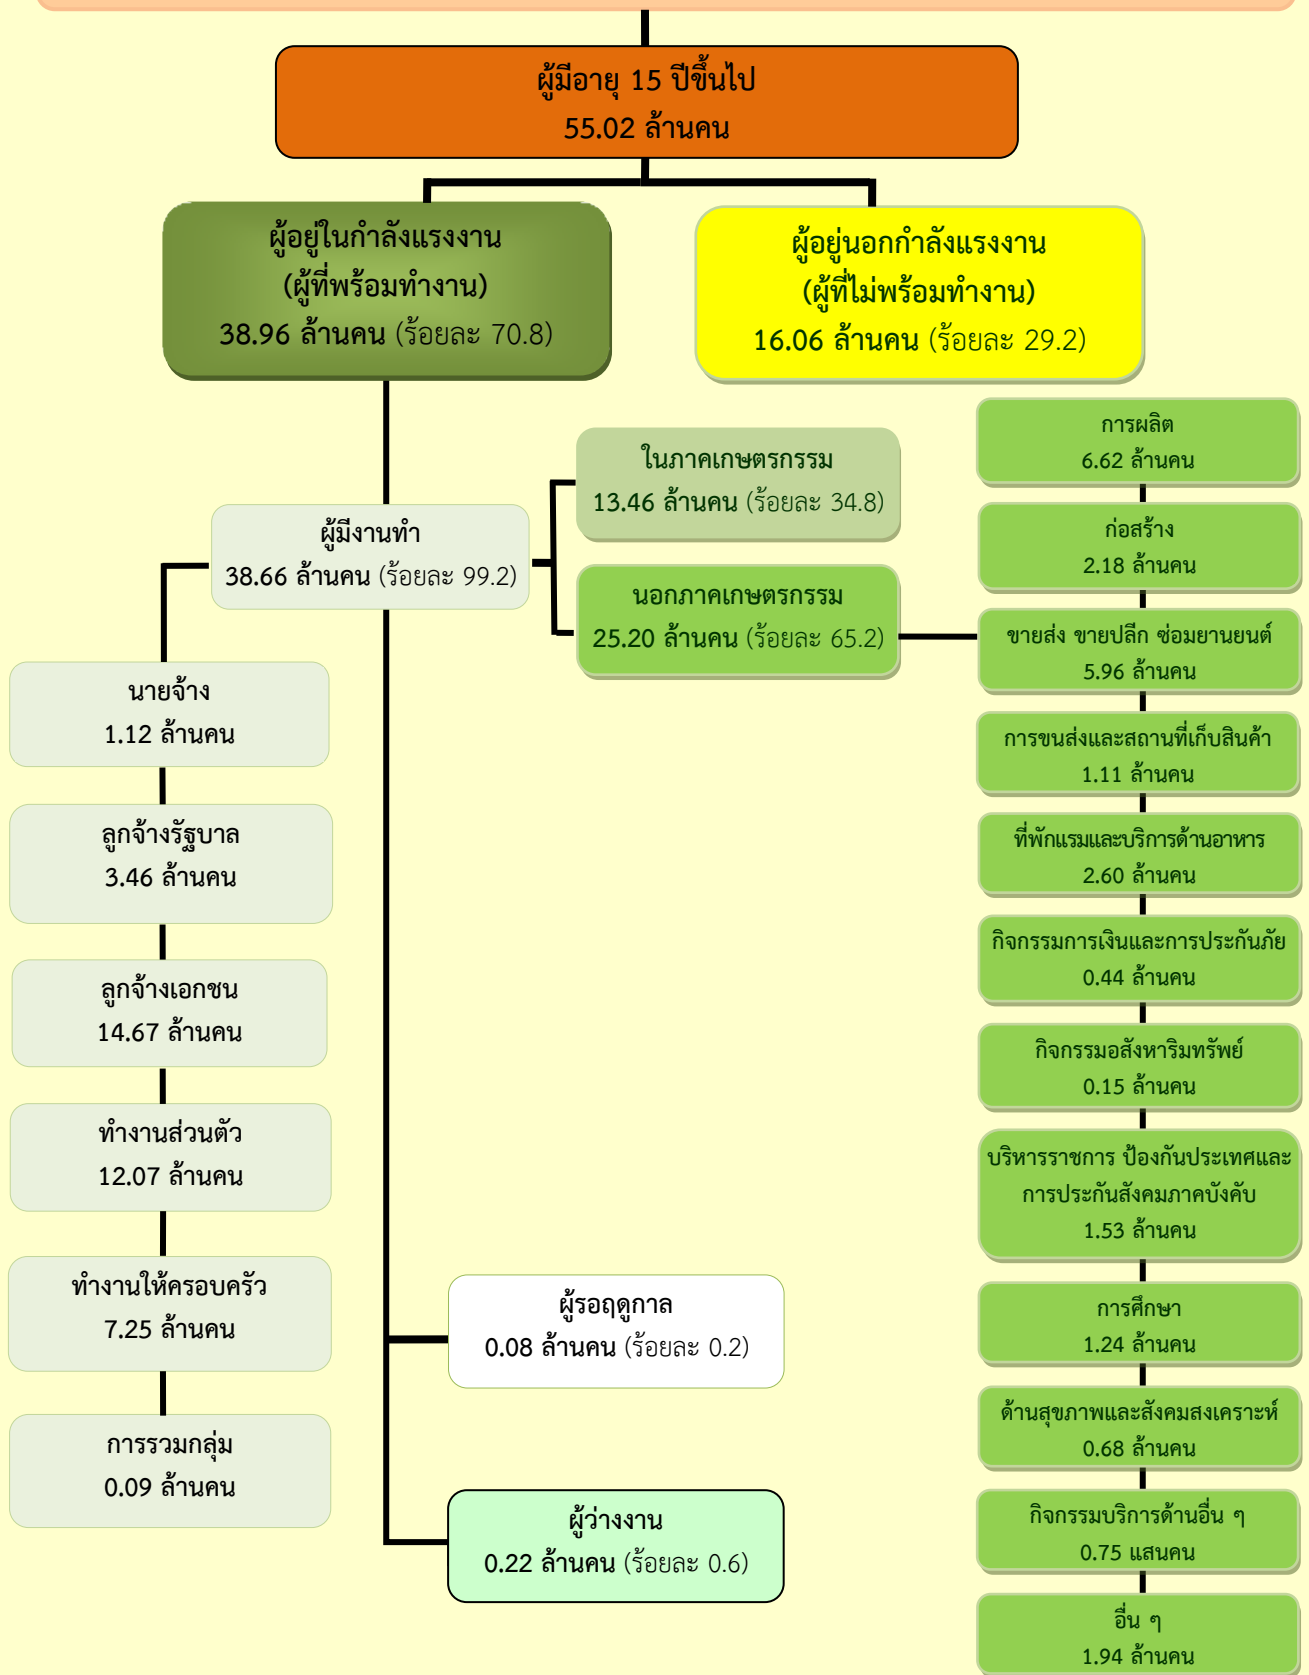 ผู้มีอายุ 15 ปีขึ้นไป
55.02 ล้านคน
ผู้อยู่ในกำลังแรงงาน
(ผู้ที่พร้อมทำงาน)
38.96 ล้านคน (ร้อยละ 70.8)
ผู้อยู่นอกกำลังแรงงาน
(ผู้ที่ไม่พร้อมทำงาน)
16.06 ล้านคน (ร้อยละ 29.2)
ผู้มีงานทำ
38.66 ล้านคน (ร้อยละ 99.2)
ในภาคเกษตรกรรม
13.46 ล้านคน (ร้อยละ 34.8)
นอกภาคเกษตรกรรม
25.20 ล้านคน (ร้อยละ 65.2)
นายจ้าง
1.12 ล้านคน
ลูกจ้างรัฐบาล
3.46 ล้านคน
ลูกจ้างเอกชน
14.67 ล้านคน
ทำงานส่วนตัว
12.07 ล้านคน
ทำงานให้ครอบครัว
7.25 ล้านคน
การรวมกลุ่ม
0.09 ล้านคน
ผู้รอฤดูกาล
0.08 ล้านคน (ร้อยละ 0.2)
ผู้ว่างงาน
0.22 ล้านคน (ร้อยละ 0.6)
การผลิต
6.62 ล้านคน
ก่อสร้าง
2.18 ล้านคน
ขายส่ง ขายปลีก ซ่อมยานยนต์
5.96 ล้านคน
การขนส่งและสถานที่เก็บสินค้า
1.11 ล้านคน
ที่พักแรมและบริการด้านอาหาร
2.60 ล้านคน
กิจกรรมการเงินและการประกันภัย
0.44 ล้านคน
กิจกรรมอสังหาริมทรัพย์
0.15 ล้านคน
บริหารราชการ ป้องกันประเทศและ
การประกันสังคมภาคบังคับ
1.53 ล้านคน
การศึกษา
1.24 ล้านคน
ด้านสุขภาพและสังคมสงเคราะห์
0.68 ล้านคน
กิจกรรมบริการด้านอื่น ๆ
0.75 แสนคน
อื่น ๆ
1.94 ล้านคน